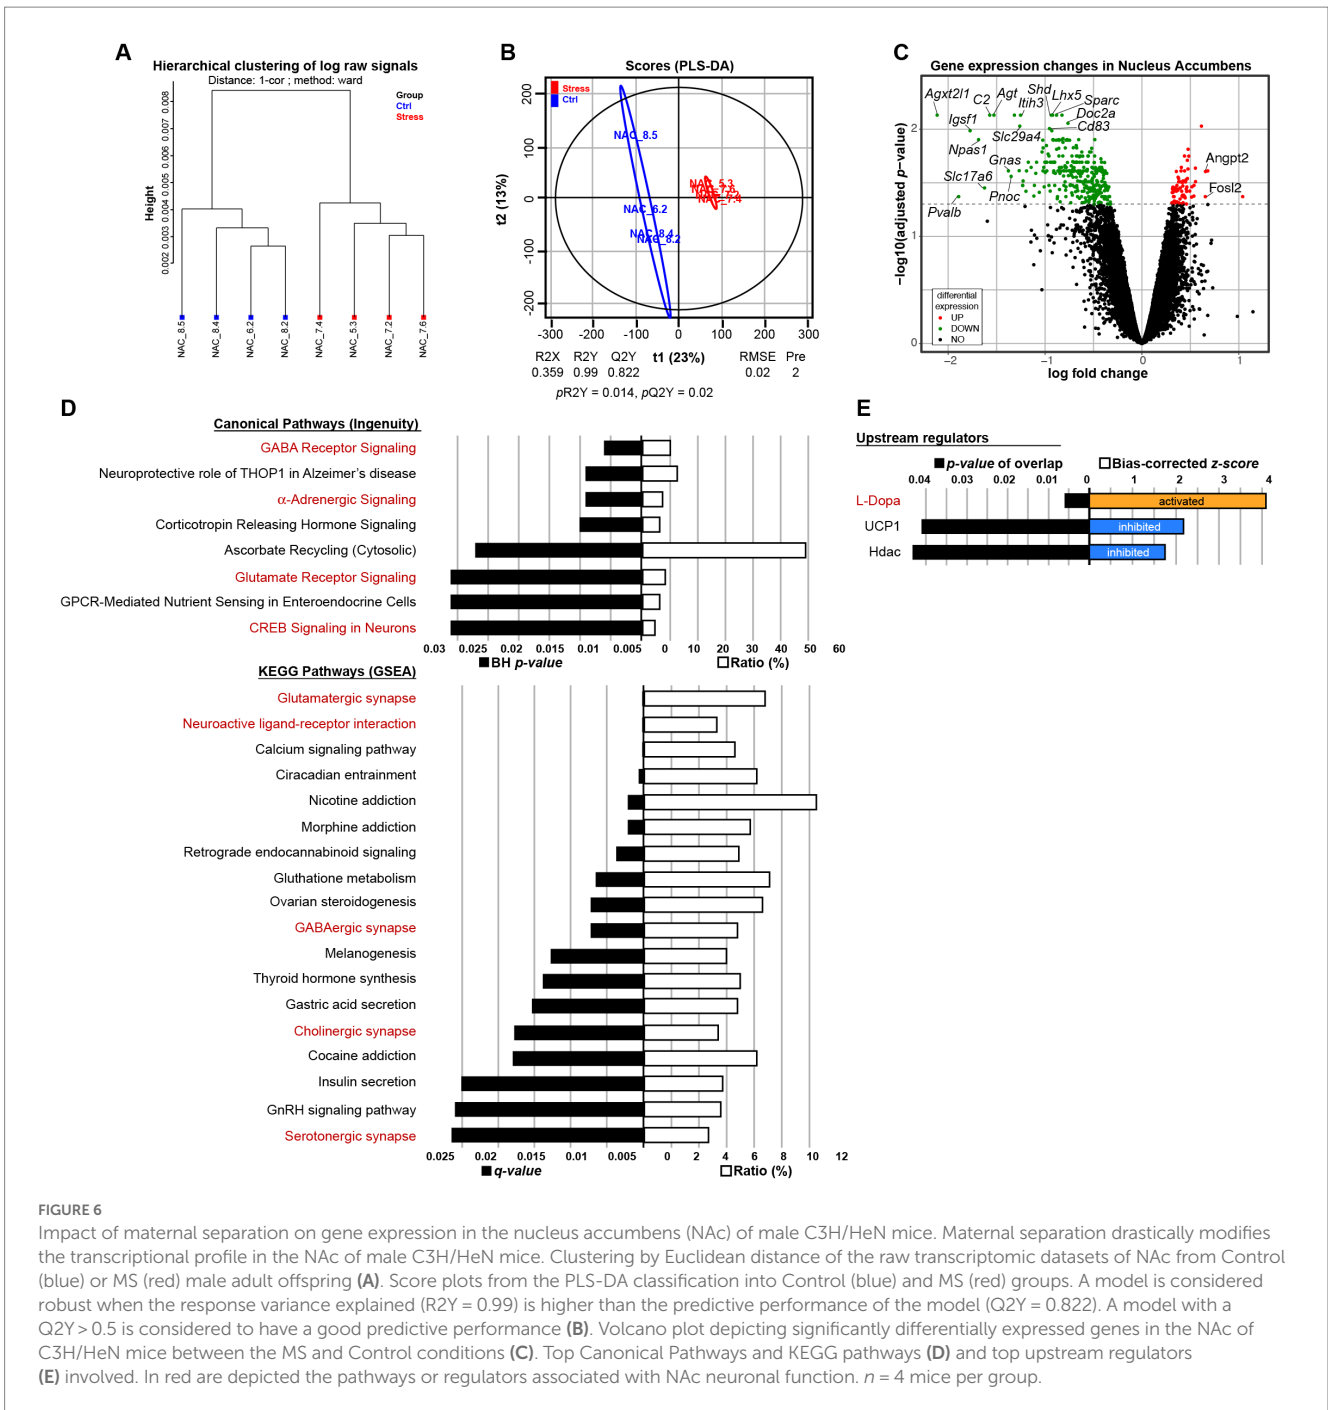 A
Hierarchical clustering of log raw signals
Distance: 1-cor ; method: ward
Group
Ctrl
Stress
Height
0.002 0.003 0.004 0.005 0.006 0.007 0.008
NAC_8.5
NAC_8.4
NAC_6.2
NAC_8.2
NAC_7.4
NAC_5.3
NAC_7.2
NAC_7.6
B
Scores (PLS-DA)
Stress
Ctrl
t2 (13%)
200
100
0
-100
-200
NAC_8.5
NAC_6.2
NAC_8.4
NAC_8.2
NAC_5.3
NAC_7.6
NAC_7.2
NAC_7.4
-300 -200 -100 0 100 200 300
t1 (23%)
R2X R2Y Q2Y RMSE Pre
0.359 0.99 0.822 0.02 2
pR2Y = 0.014, pQ2Y = 0.02
C
Gene expression changes in Nucleus Accumbens
−log10(adjusted p−value)
2
1
0
Agxt2l1
C2
Agt
Itih3
Shd
Lhx5
Sparc
Doc2a
Cd83
Igsf1
Slc29a4
Npas1
Gnas
Slc17a6
Pnoc
Pvalb
Angpt2
Fosl2
differential
expression
UP
DOWN
NO
−2 −1 0 1
log fold change
D
Canonical Pathways (Ingenuity)
GABA Receptor Signaling
Neuroprotective role of THOP1 in Alzeimer's disease
α-Adrenergic Signaling
Corticotropin Releasing Hormone Signaling
Ascorbate Recycling (Cytosolic)
Glutamate Receptor Signaling
GPCR-Mediated Nutrient Sensing in Enteroendocrine Cells
CREB Signaling in Neurons
0.03 0.025 0.02 0.015 0.01 0.005 0 10 20 30 40 50 60
BH p-value Ratio (%)
KEGG Pathways (GSEA)
Glutamatergic synapse
Neuroactive ligand-receptor interaction
Calcium signaling pathway
Ciracadian entrainment
Nicotine addiction
Morphine addiction
Retrograde endocannabinoid signaling
Gluthatione metabolism
Ovarian steroidogenesis
GABAergic synapse
Melanogenesis
Thyroid hormone synthesis
Gastric acid secretion
Cholinergic synapse
Cocaine addiction
Insulin secretion
GnRH signaling pathway
Serotonergic synapse
0.025 0.02 0.015 0.01 0.005 0 2 4 6 8 10 12
q-value Ratio (%)
E
Upstream regulators
p-value of overlap Bias-corrected z-score
0.04 0.03 0.02 0.01 0 1 2 3 4
L-Dopa activated
UCP1 inhibited
Hdac inhibited
FIGURE 6
Impact of maternal separation on gene expression in the nucleus accumbens (NAc) of male C3H/HeN mice. Maternal separation drastically modifies
the transcriptional profile in the NAc of male C3H/HeN mice. Clustering by Euclidean distance of the raw transcriptomic datasets of NAc from Control
(blue) or MS (red) male adult offspring (A). Score plots from the PLS-DA classification into Control (blue) and MS (red) groups. A model is considered
robust when the response variance explained (R2Y = 0.99) is higher than the predictive performance of the model (Q2Y = 0.822). A model with a
Q2Y > 0.5 is considered to have a good predictive performance (B). Volcano plot depicting significantly differentially expressed genes in the NAc of
C3H/HeN mice between the MS and Control conditions (C). Top Canonical Pathways and KEGG pathways (D) and top upstream regulators
(E) involved. In red are depicted the pathways or regulators associated with NAc neuronal function. n = 4 mice per group.